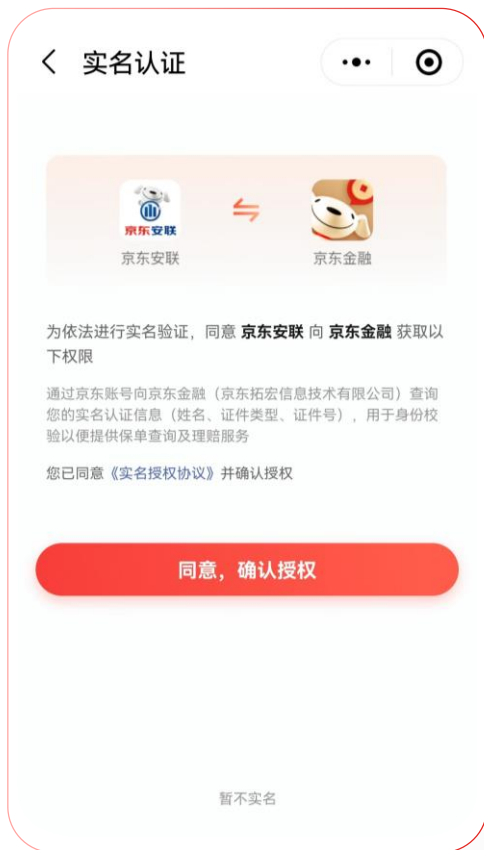 实名认证
京东安联
京东安联
京东金融
为依法进行实名验证，同意 京东安联 向 京东金融 获取以
下权限
通过京东账号向京东金融（京东拓宏信息技术有限公司）查询
您的实名认证信息（姓名、证件类型、证件号），用于身份校
验以便提供保单查询及理赔服务
您已同意《实名授权协议》并确认授权
同意，确认授权
暂不实名